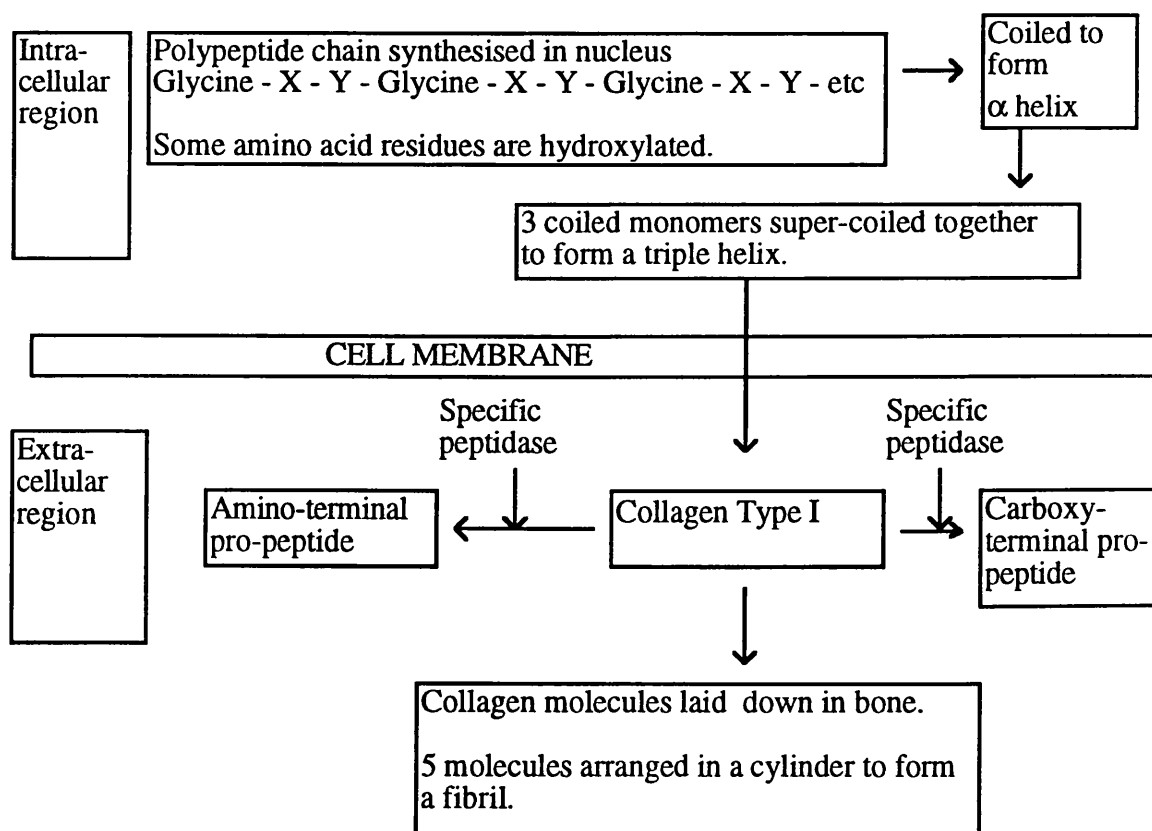 Intra-
cellular
region
Polypeptide chain synthesised in nucleus
Glycine - X - Y - Glycine - X - Y - Glycine - X - Y - etc
Some amino acid residues are hydroxylated.
Coiled to
form
α helix
3 coiled monomers super-coiled together
to form a triple helix.
CELL MEMBRANE
Extra-
cellular
region
Specific
peptidase
Specific
peptidase
Amino-terminal
pro-peptide
Collagen Type I
Carboxy-
terminal pro-
peptide
Collagen molecules laid down in bone.
5 molecules arranged in a cylinder to form
a fibril.